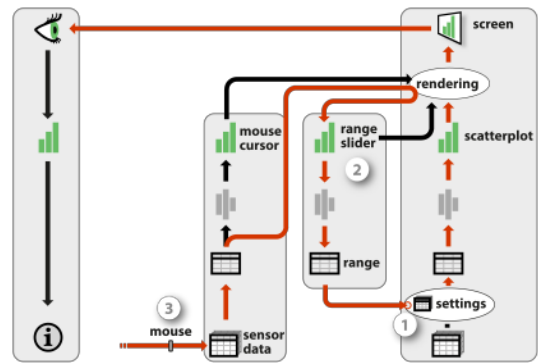 screen
rendering
mouse
cursor
range
slider
scatterplot
2
range
3
settings
1
mouse
i
sensor
data